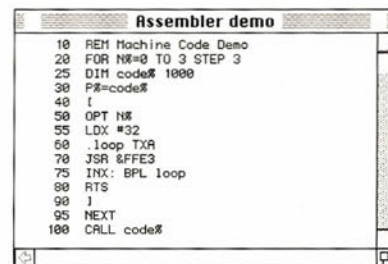 Assembler demo
10 REM Machine Code Demo
20 FOR N%=0 TO 3 STEP 3
25 DIM code% 1000
30 P%=code%
40 [
50 OPT N%
55 LDX #32
60 .loop TXA
70 JSR &FFE3
75 INX: BPL loop
80 RTS
90 ]
95 NEXT
100 CALL code%